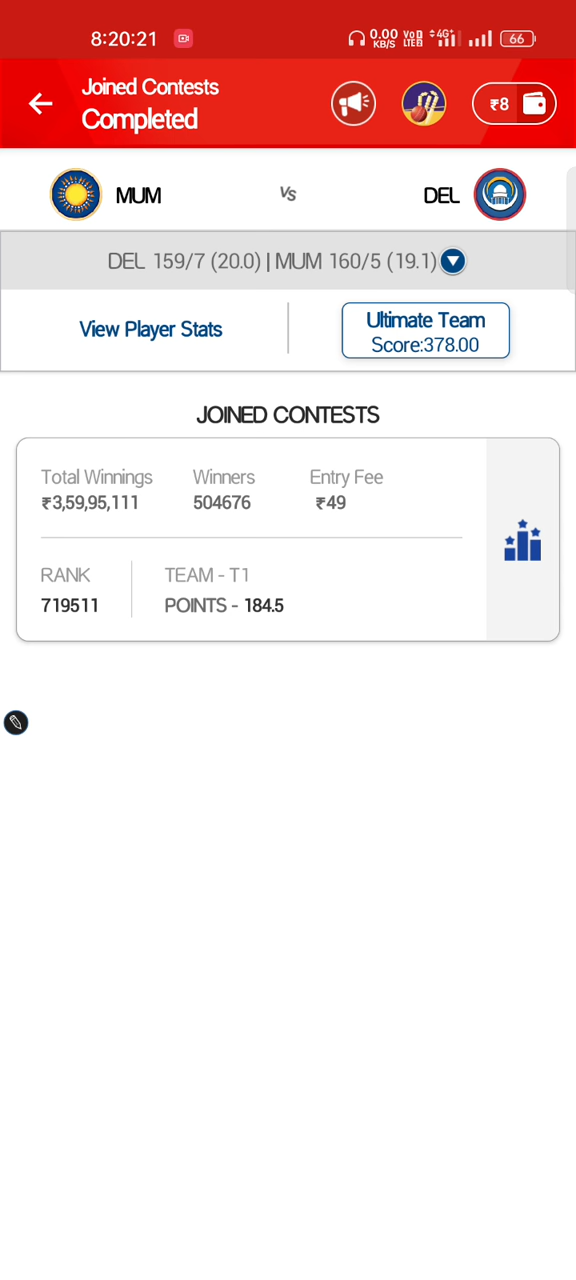 8:20:21 0.00 KB/S VoD LTED 4G+ 66
Joined Contests
Completed
₹8
MUM Vs DEL
DEL 159/7 (20.0) | MUM 160/5 (19.1)
View Player Stats
Ultimate Team
Score:378.00
JOINED CONTESTS
Total Winnings Winners Entry Fee
₹3,59,95,111 504676 ₹49
RANK TEAM - T1
719511 POINTS - 184.5